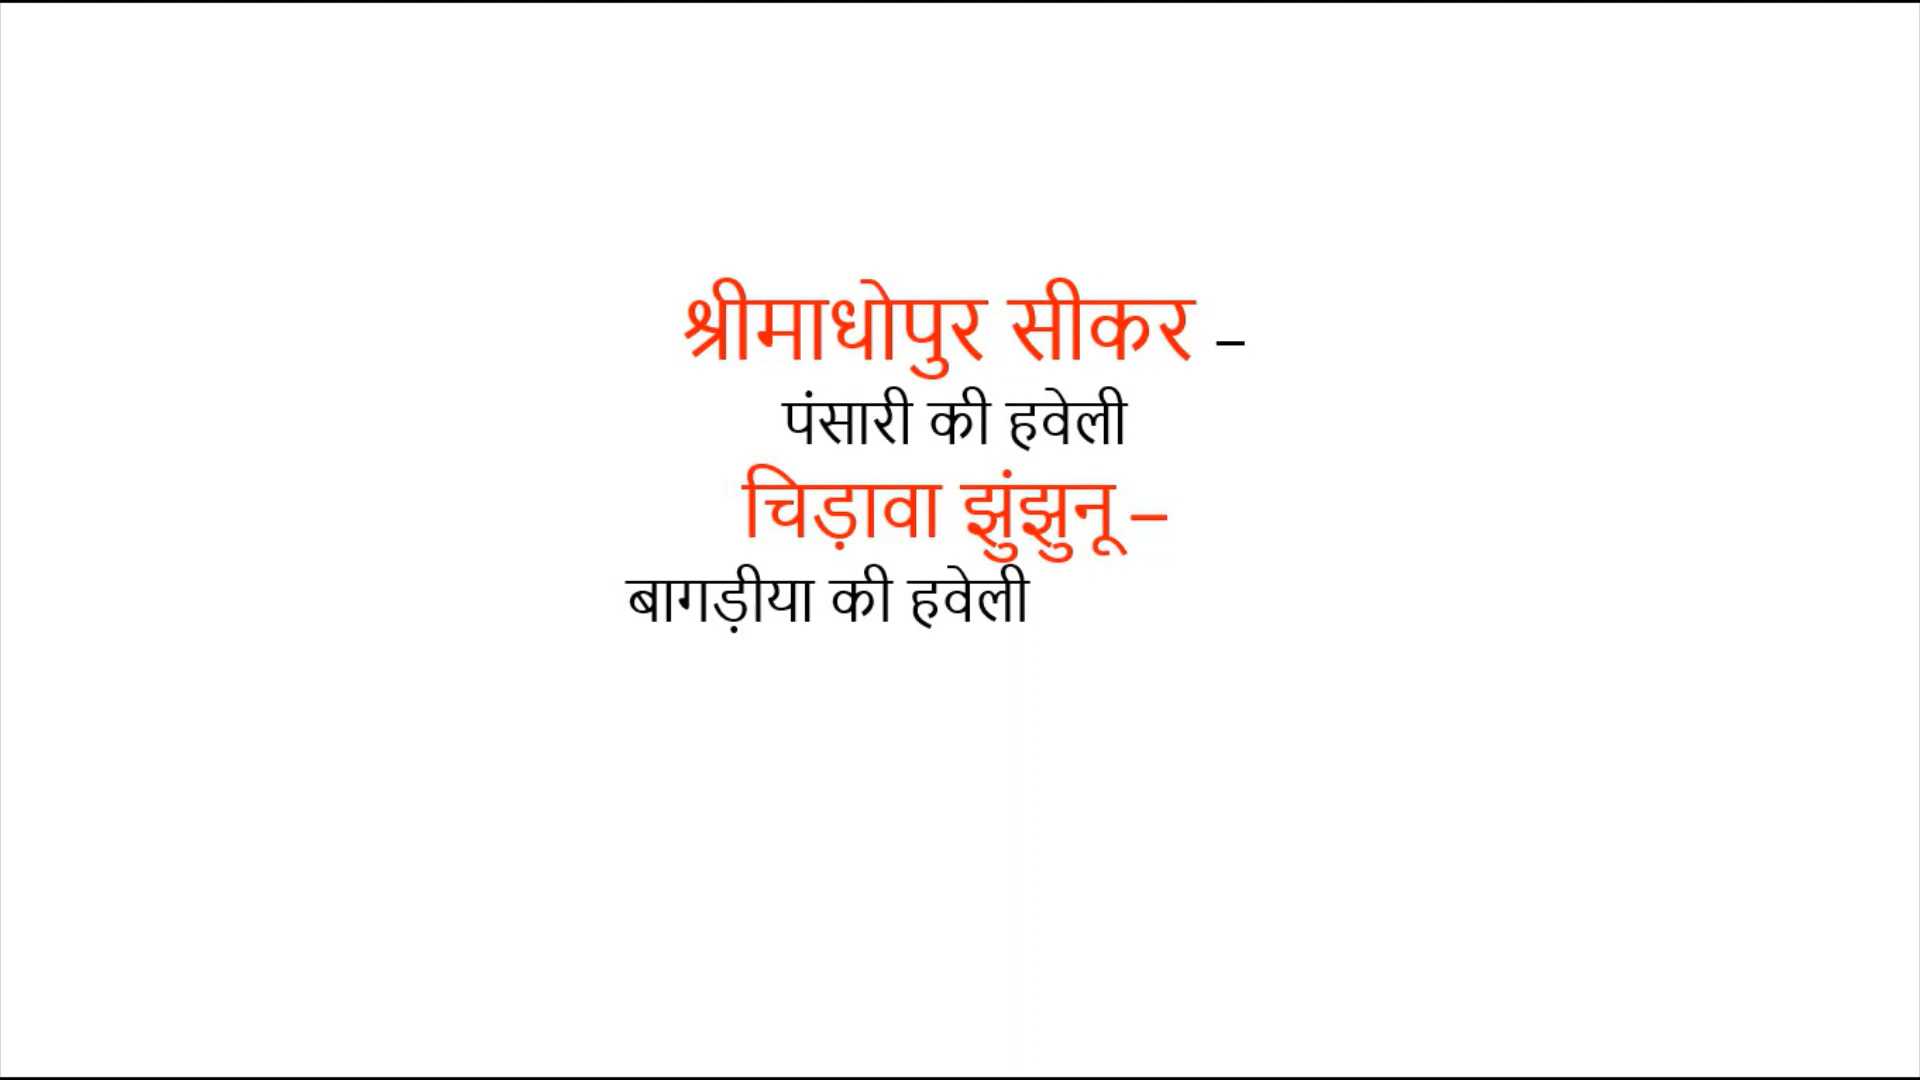 श्रीमाधोपुर सीकर –
पंसारी की हवेली
चिड़ावा झुंझुनू –
बागड़ीया की हवेली